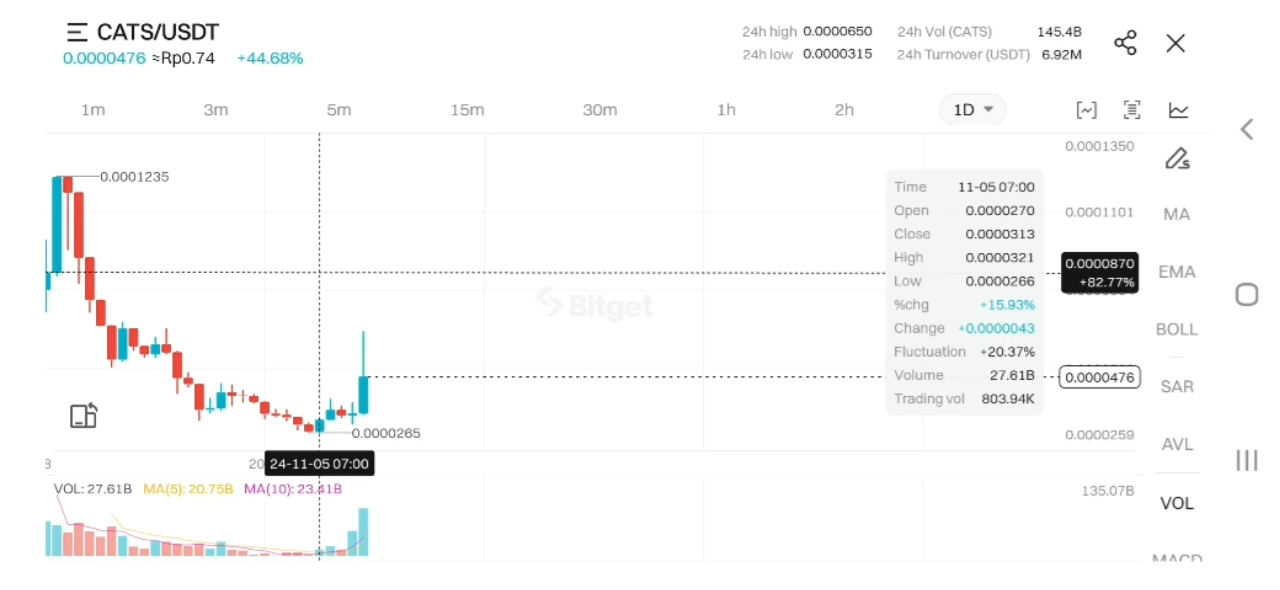 CATS/USDT
0.0000476 ≈Rp0.74 +44.68%
24h high 0.0000650 24h Vol (CATS) 145.4B
24h low 0.0000315 24h Turnover (USDT) 6.92M
1m 3m 5m 15m 30m 1h 2h 1D
0.0001350
0.0001235
0.0001101
0.0000870
+82.77%
0.0000476
0.0000259
0.0000265
Time 11-05 07:00
Open 0.0000270
Close 0.0000313
High 0.0000321
Low 0.0000266
%chg +15.93%
Change +0.0000043
Fluctuation +20.37%
Volume 27.61B
Trading vol 803.94K
Bitget
MA
EMA
BOLL
SAR
AVL
VOL
MACD
20 24-11-05 07:00
VOL: 27.61B MA(5): 20.75B MA(10): 23.41B
135.07B